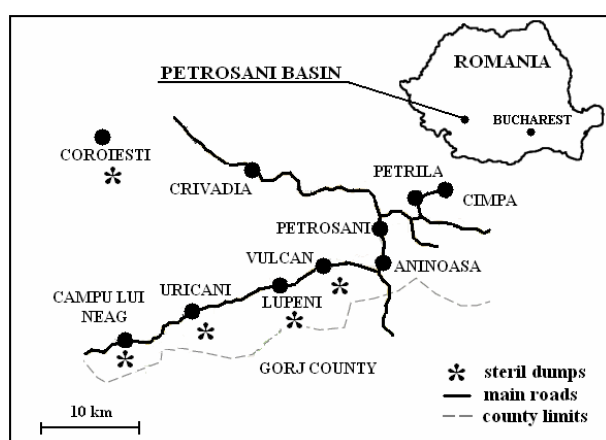 ROMANIA
PETROSANI BASIN
BUCHAREST
COROIESTI
PETRILA
CRIVADIA
CIMPA
PETROSANI
VULCAN
ANINOASA
CAMPU LUI
NEAG
URICANI
LUPENI
GORJ COUNTY
steril dumps
main roads
county limits
10 km